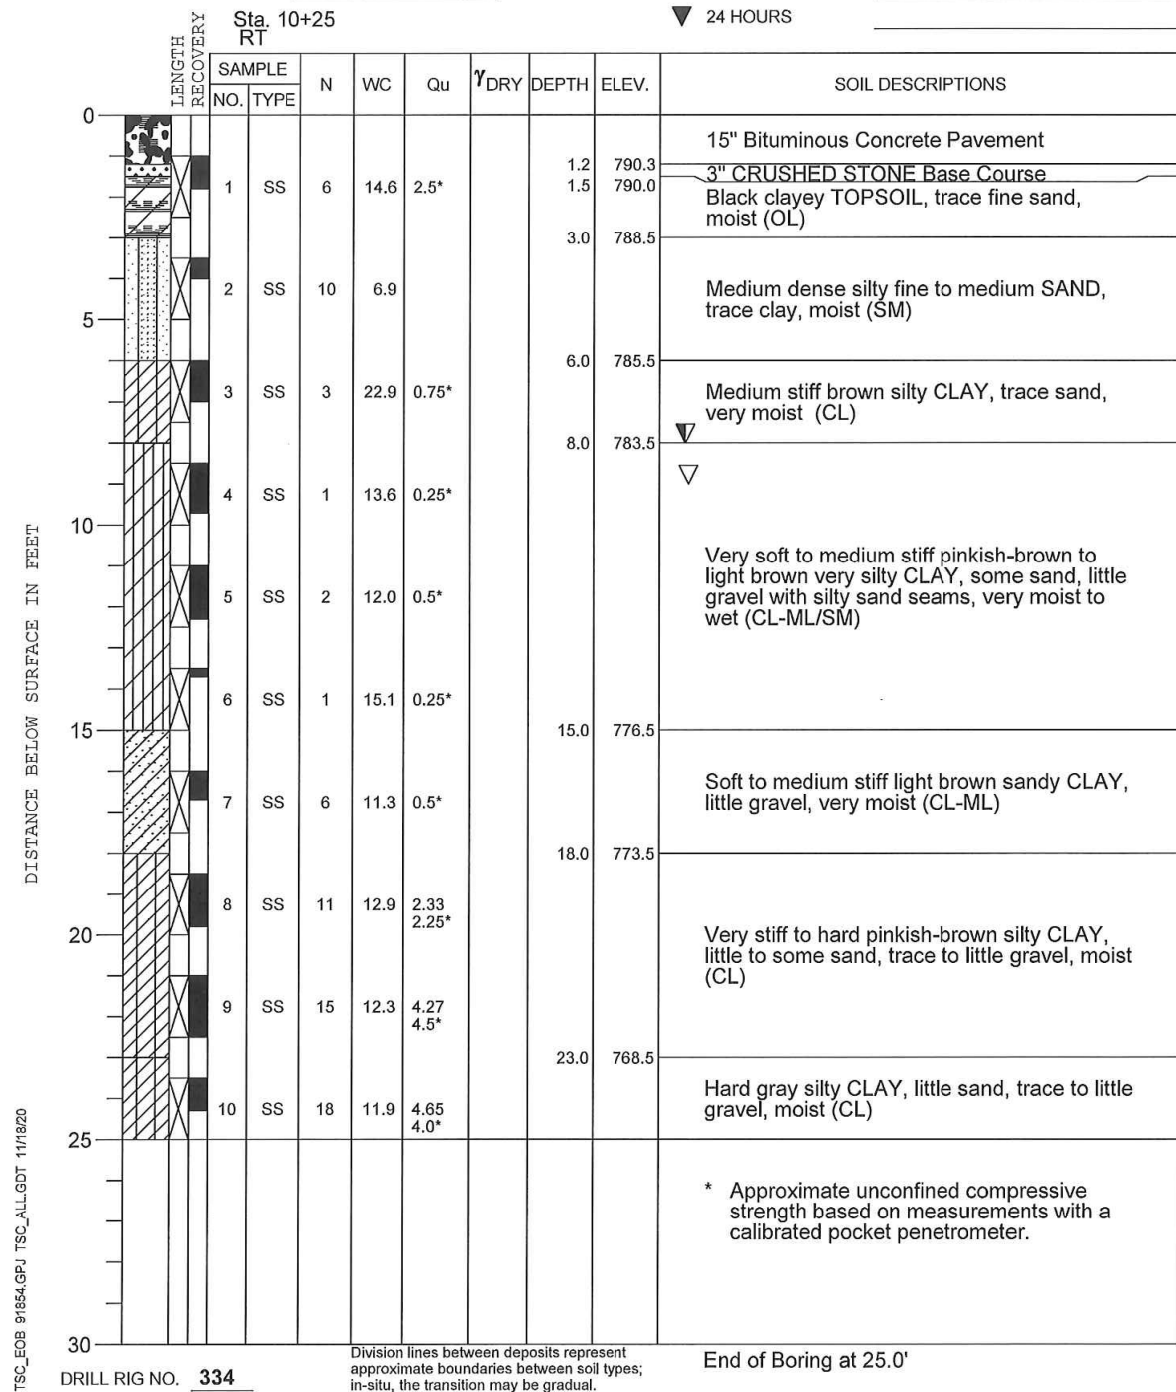 Sta. 10+25
RT
24 HOURS
LENGTH
RECOVERY
SAMPLE
NO. TYPE N WC Qu γDRY DEPTH ELEV. SOIL DESCRIPTIONS
0
15" Bituminous Concrete Pavement
1.2 790.3
3" CRUSHED STONE Base Course
1 SS 6 14.6 2.5* 1.5 790.0
Black clayey TOPSOIL, trace fine sand,
moist (OL)
3.0 788.5
2 SS 10 6.9
Medium dense silty fine to medium SAND,
trace clay, moist (SM)
5
6.0 785.5
3 SS 3 22.9 0.75*
Medium stiff brown silty CLAY, trace sand,
very moist (CL)
8.0 783.5
4 SS 1 13.6 0.25*
10
Very soft to medium stiff pinkish-brown to
light brown very silty CLAY, some sand, little
gravel with silty sand seams, very moist to
wet (CL-ML/SM)
5 SS 2 12.0 0.5*
6 SS 1 15.1 0.25*
15
15.0 776.5
Soft to medium stiff light brown sandy CLAY,
little gravel, very moist (CL-ML)
7 SS 6 11.3 0.5*
18.0 773.5
8 SS 11 12.9 2.33
2.25*
20
Very stiff to hard pinkish-brown silty CLAY,
little to some sand, trace to little gravel, moist
(CL)
9 SS 15 12.3 4.27
4.5*
23.0 768.5
Hard gray silty CLAY, little sand, trace to little
gravel, moist (CL)
10 SS 18 11.9 4.65
4.0*
25
* Approximate unconfined compressive
strength based on measurements with a
calibrated pocket penetrometer.
30
DISTANCE BELOW SURFACE IN FEET
TSC_EOB 91854.GPJ TSC_ALL.GDT 11/18/20
DRILL RIG NO. 334
Division lines between deposits represent
approximate boundaries between soil types;
in-situ, the transition may be gradual.
End of Boring at 25.0'